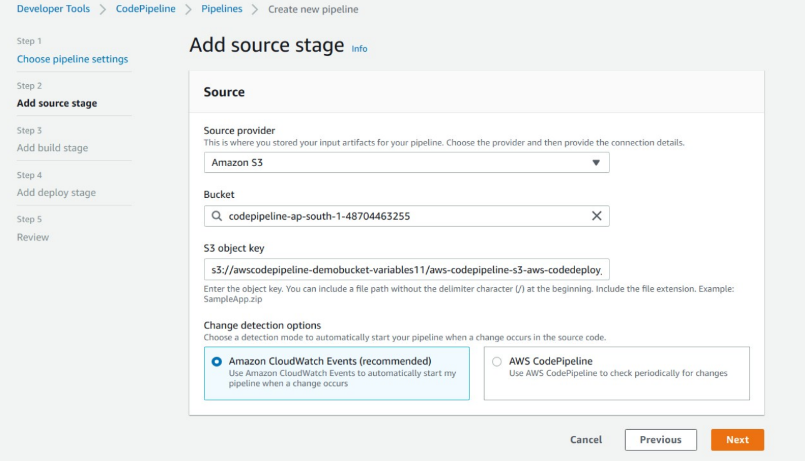 Developer Tools > CodePipeline > Pipelines > Create new pipeline
Step 1
Choose pipeline settings
Step 2
Add source stage
Step 3
Add build stage
Step 4
Add deploy stage
Step 5
Review
Add source stage Info
Source
Source provider
This is where you stored your input artifacts for your pipeline. Choose the provider and then provide the connection details.
Amazon S3
Bucket
codepipeline-ap-south-1-48704463255
S3 object key
s3://awscodepipeline-demobucket-variables11/aws-codepipeline-s3-aws-codedeploy_
Enter the object key. You can include a file path without the delimiter character (/) at the beginning. Include the file extension. Example:
SampleApp.zip
Change detection options
Choose a detection mode to automatically start your pipeline when a change occurs in the source code.
Amazon CloudWatch Events (recommended)
Use Amazon CloudWatch Events to automatically start my
pipeline when a change occurs
AWS CodePipeline
Use AWS CodePipeline to check periodically for changes
Cancel
Previous
Next